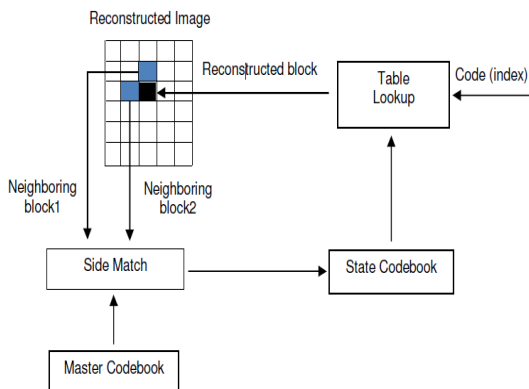 Reconstructed Image
Reconstructed block
Table
Lookup
Code (index)
Neighboring
block1
Neighboring
block2
Side Match
State Codebook
Master Codebook